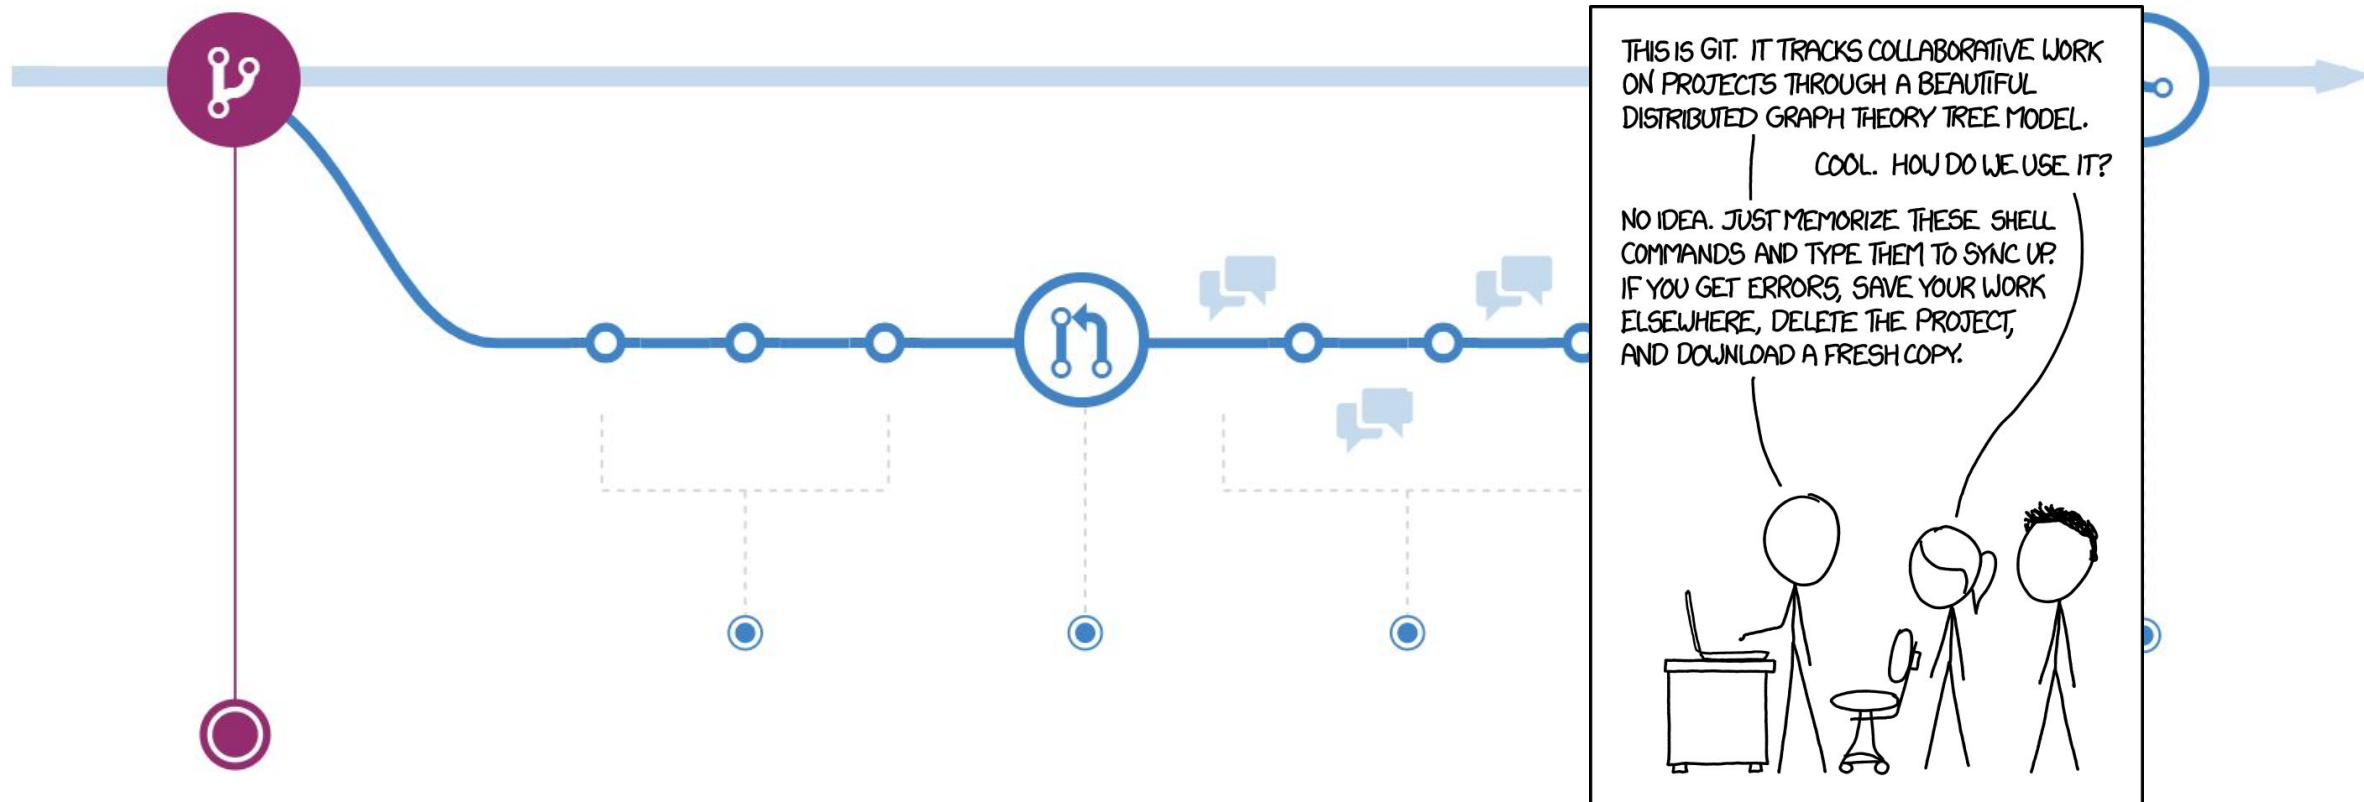 THIS IS GIT. IT TRACKS COLLABORATIVE WORK
ON PROJECTS THROUGH A BEAUTIFUL
DISTRIBUTED GRAPH THEORY TREE MODEL.
COOL. HOW DO WE USE IT?
NO IDEA. JUST MEMORIZE THESE SHELL
COMMANDS AND TYPE THEM TO SYNC UP.
IF YOU GET ERRORS, SAVE YOUR WORK
ELSEWHERE, DELETE THE PROJECT,
AND DOWNLOAD A FRESH COPY.